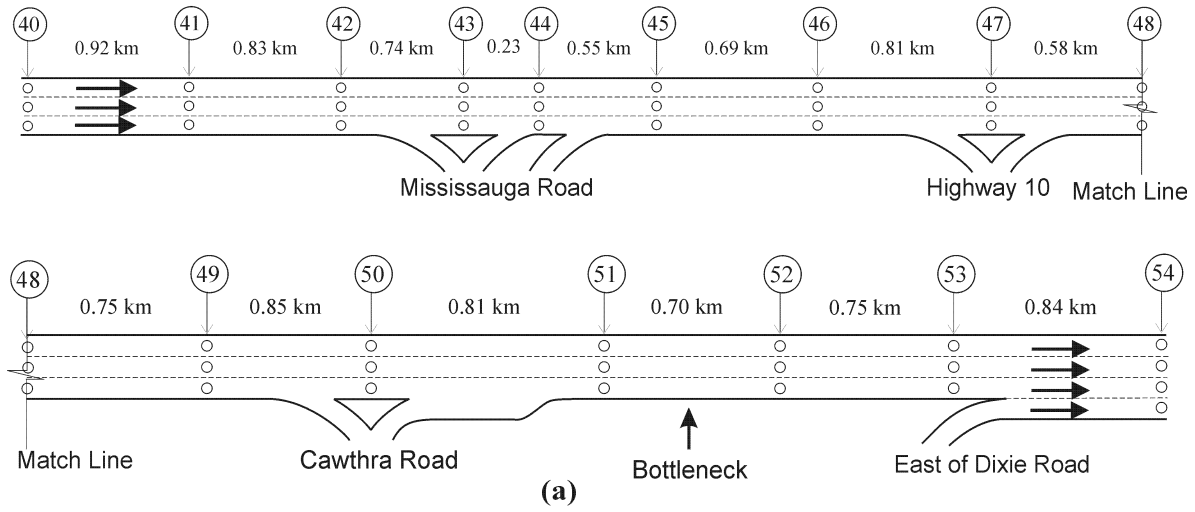 40 41 42 43 44 45 46 47 48
0.92 km 0.83 km 0.74 km 0.23 0.55 km 0.69 km 0.81 km 0.58 km
Mississauga Road Highway 10 Match Line
48 49 50 51 52 53 54
0.75 km 0.85 km 0.81 km 0.70 km 0.75 km 0.84 km
Match Line Cawthra Road Bottleneck East of Dixie Road
(a)